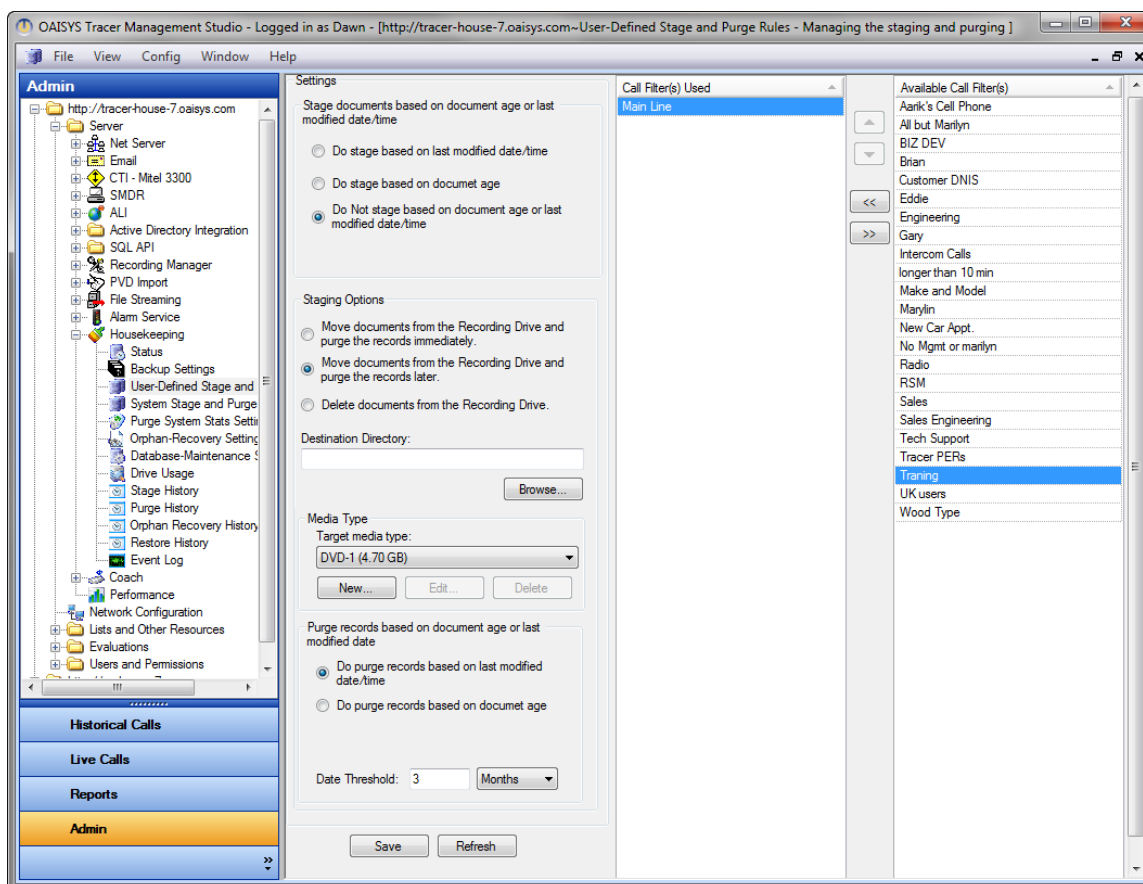 OAISYS Tracer Management Studio - Logged in as Dawn - [http://tracer-house-7.oaisys.com~User-Defined Stage and Purge Rules - Managing the staging and purging ]
File View Config Window Help
Admin
http://tracer-house-7.oaisys.com
Server
Net Server
Email
CTI - Mitel 3300
SMDR
ALI
Active Directory Integration
SQL API
Recording Manager
PVD Import
File Streaming
Alarm Service
Housekeeping
Status
Backup Settings
User-Defined Stage and
System Stage and Purge
Purge System Stats Settin
Orphan-Recovery Setting
Database-Maintenance S
Drive Usage
Stage History
Purge History
Orphan Recovery History
Restore History
Event Log
Coach
Performance
Network Configuration
Lists and Other Resources
Evaluations
Users and Permissions
Historical Calls
Live Calls
Reports
Admin
Settings
Stage documents based on document age or last
modified date/time
Do stage based on last modified date/time
Do stage based on documet age
Do Not stage based on document age or last
modified date/time
Staging Options
Move documents from the Recording Drive and
purge the records immediately.
Move documents from the Recording Drive and
purge the records later.
Delete documents from the Recording Drive.
Destination Directory:
Browse...
Media Type
Target media type:
DVD-1 (4.70 GB)
New... Edit... Delete
Purge records based on document age or last
modified date
Do purge records based on last modified
date/time
Do purge records based on documet age
Date Threshold: 3 Months
Save Refresh
Call Filter(s) Used
Main Line
<<
>>
Available Call Filter(s)
Aarik's Cell Phone
All but Marilyn
BIZ DEV
Brian
Customer DNIS
Eddie
Engineering
Gary
Intercom Calls
longer than 10 min
Make and Model
Marylin
New Car Appt.
No Mgmt or marilyn
Radio
RSM
Sales
Sales Engineering
Tech Support
Tracer PERs
Traning
UK users
Wood Type